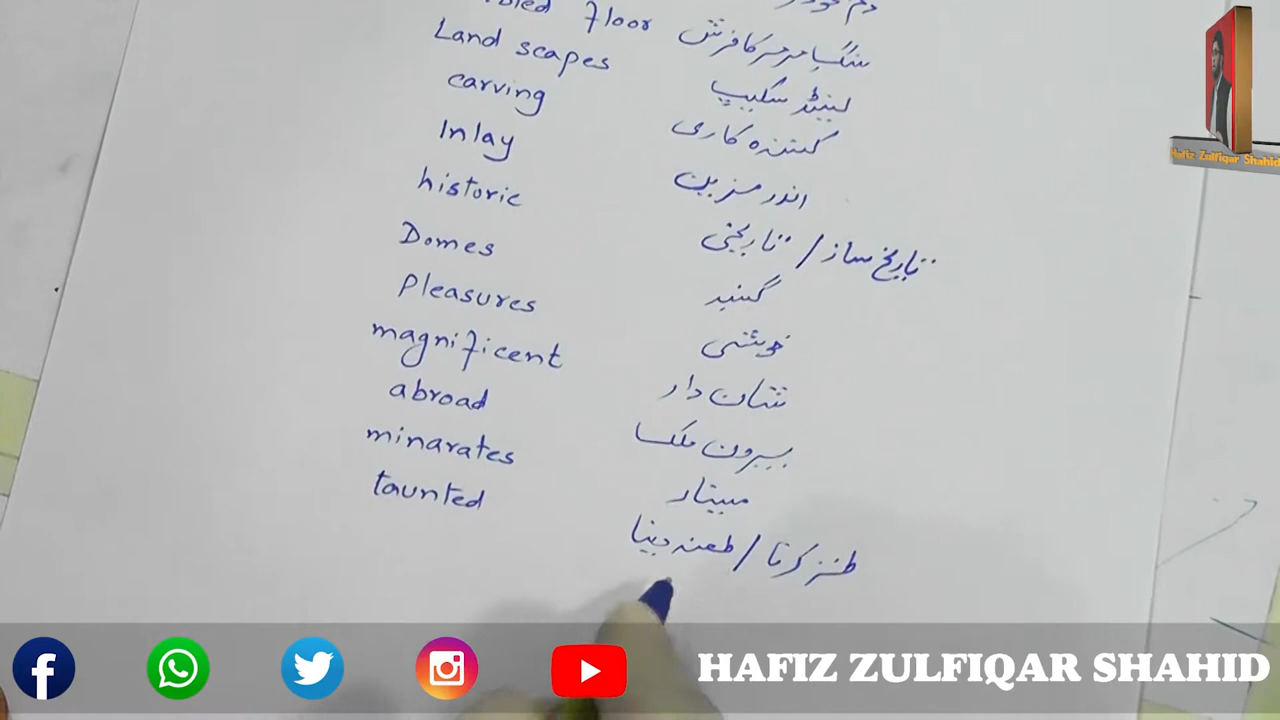 floor سنگِ مرمر کا فرش
Land scapes لینڈ سکیپ
carving کندہ کاری
Inlay اندر مزین
historic تاریخ ساز / تاریخی
Domes گنبد
Pleasures خوشی
magnificent شان دار
abroad بیرون ملک
minarates مینار
taunted طنز کرنا / طعنہ دینا
Hafiz Zulfiqar Shahid
HAFIZ ZULFIQAR SHAHID